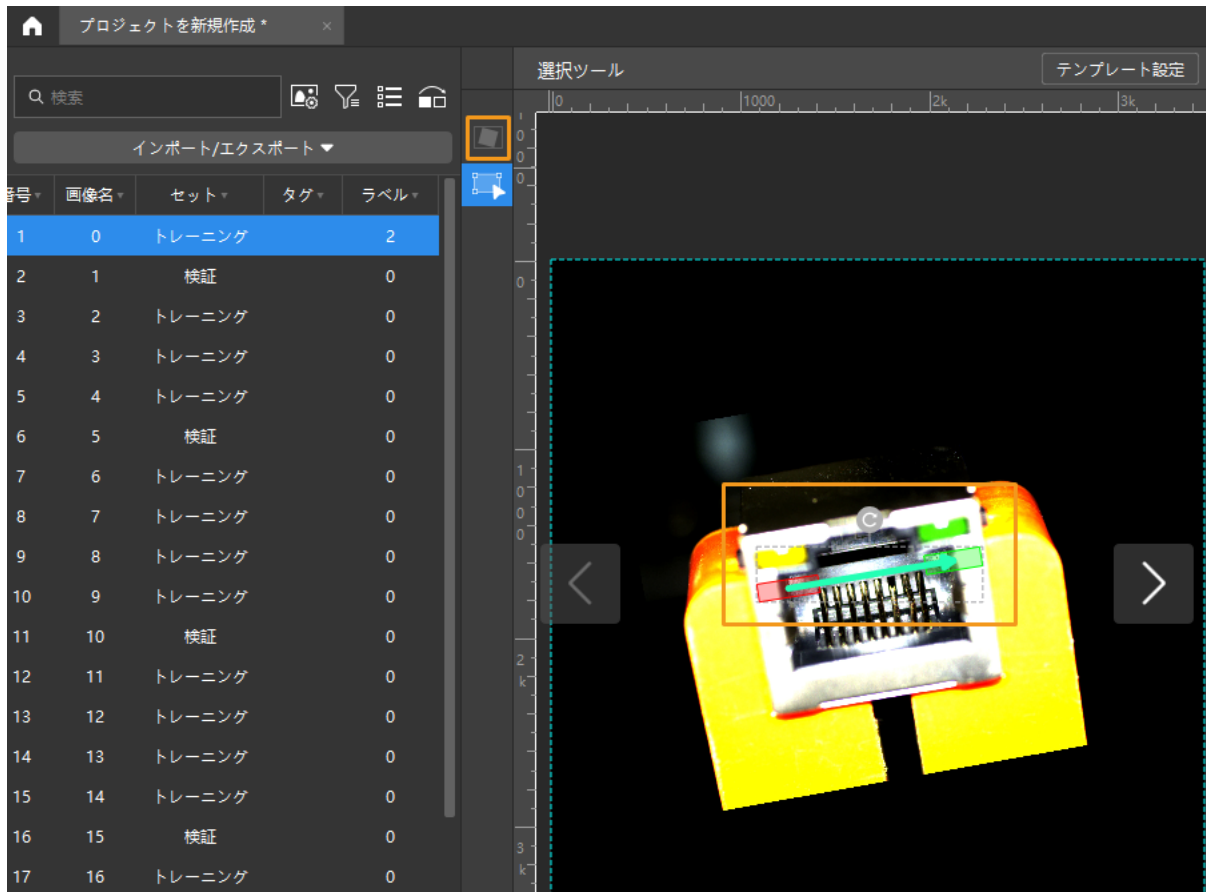 プロジェクトを新規作成 * ×
検索
インポート/エクスポート
番号 画像名 セット タグ ラベル
1 0 トレーニング 2
2 1 検証 0
3 2 トレーニング 0
4 3 トレーニング 0
5 4 トレーニング 0
6 5 検証 0
7 6 トレーニング 0
8 7 トレーニング 0
9 8 トレーニング 0
10 9 トレーニング 0
11 10 検証 0
12 11 トレーニング 0
13 12 トレーニング 0
14 13 トレーニング 0
15 14 トレーニング 0
16 15 検証 0
17 16 トレーニング 0
選択ツール
テンプレート設定
0 1000 2k 3k
1000
0
0
1000
2k
3k